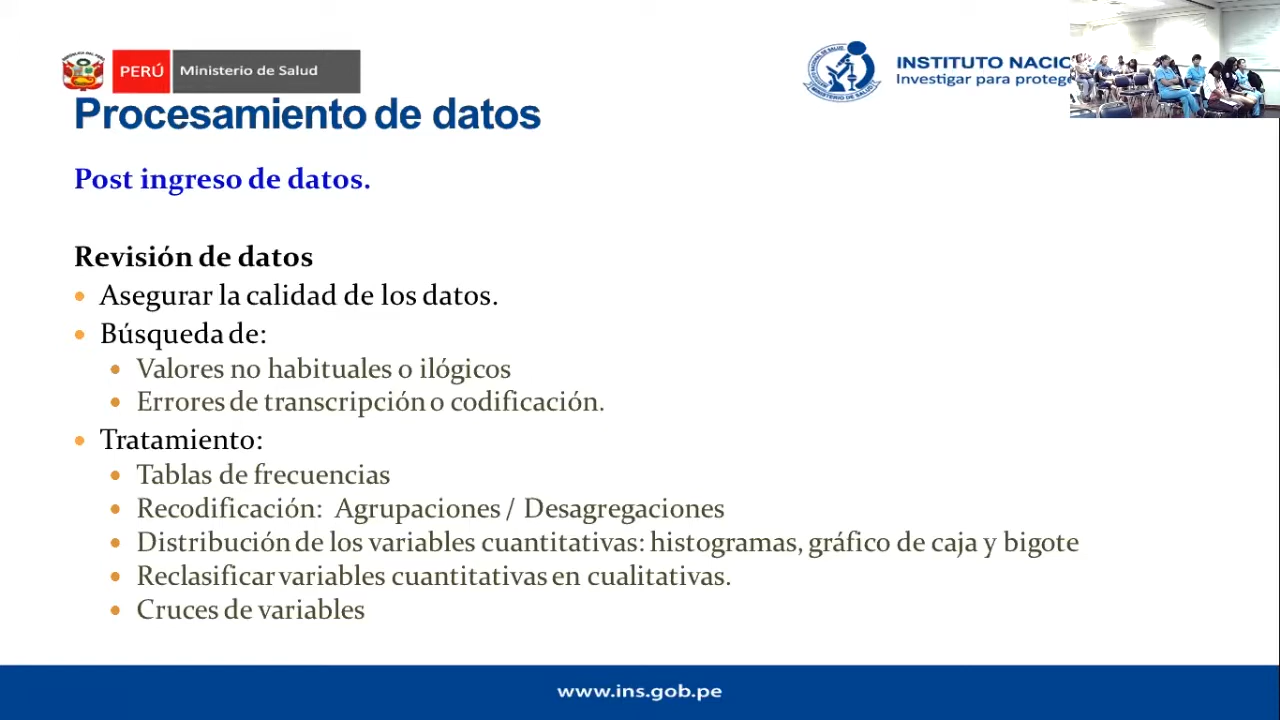 PERÚ Ministerio de Salud
INSTITUTO NACIO
Investigar para protege
Procesamiento de datos
Post ingreso de datos.
Revisión de datos
• Asegurar la calidad de los datos.
• Búsqueda de:
• Valores no habituales o ilógicos
• Errores de transcripción o codificación.
• Tratamiento:
• Tablas de frecuencias
• Recodificación: Agrupaciones / Desagregaciones
• Distribución de los variables cuantitativas: histogramas, gráfico de caja y bigote
• Reclasificar variables cuantitativas en cualitativas.
• Cruces de variables
www.ins.gob.pe